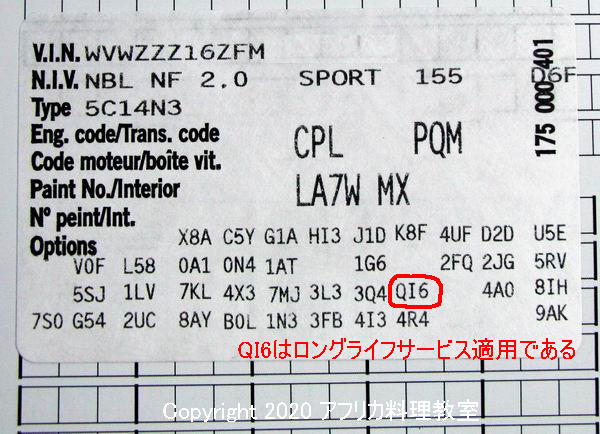 V.I.N. WVWZZZ16ZFM
N.I.V. NBL NF 2.0 SPORT 155 D6F
Type 5C14N3
Eng. code/Trans. code
Code moteur/boîte vit. CPL PQM
Paint No./Interior
N° peint/Int. LA7W MX
Options
X8A C5Y G1A HI3 J1D K8F 4UF D2D U5E
V0F L58 0A1 0N4 1AT 1G6 2FQ 2JG 5RV
5SJ 1LV 7KL 4X3 7MJ 3L3 3Q4 QI6 4A0 8IH
7S0 G54 2UC 8AY B0L 1N3 3FB 4I3 4R4 9AK
175 000 401
QI6はロングライフサービス適用である
Copyright 2020 アフリカ料理教室